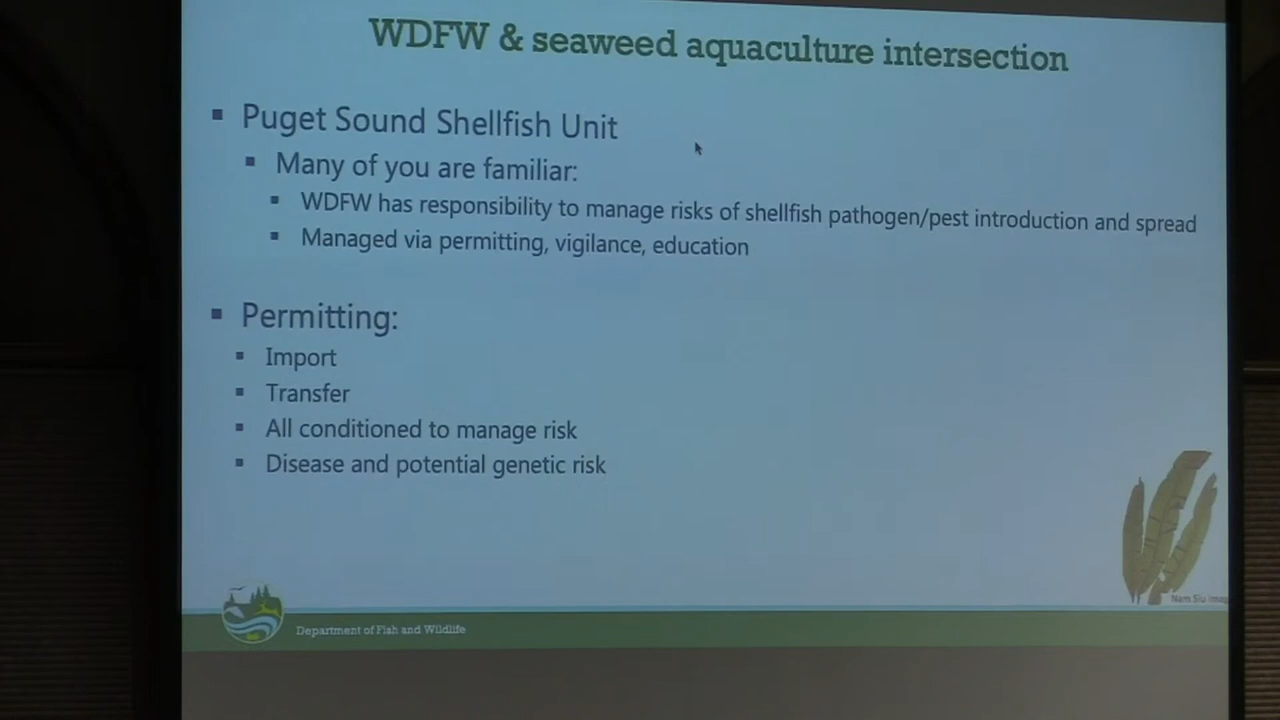 WDFW & seaweed aquaculture intersection
Puget Sound Shellfish Unit
Many of you are familiar:
WDFW has responsibility to manage risks of shellfish pathogen/pest introduction and spread
Managed via permitting, vigilance, education
Permitting:
Import
Transfer
All conditioned to manage risk
Disease and potential genetic risk
Nam Siu
Department of Fish and Wildlife